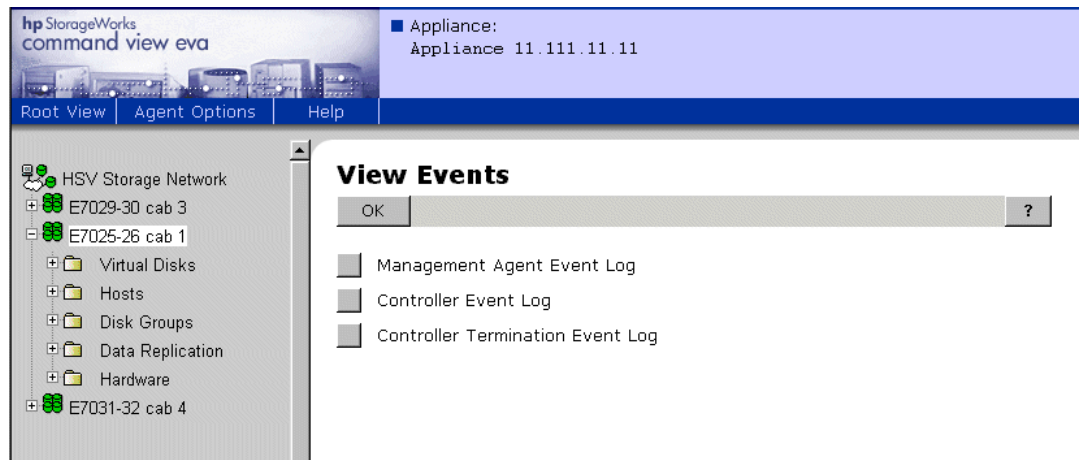 hp StorageWorks
command view eva
Appliance:
Appliance 11.111.11.11
Root View Agent Options Help
HSV Storage Network
E7029-30 cab 3
E7025-26 cab 1
Virtual Disks
Hosts
Disk Groups
Data Replication
Hardware
E7031-32 cab 4
View Events
OK ?
Management Agent Event Log
Controller Event Log
Controller Termination Event Log